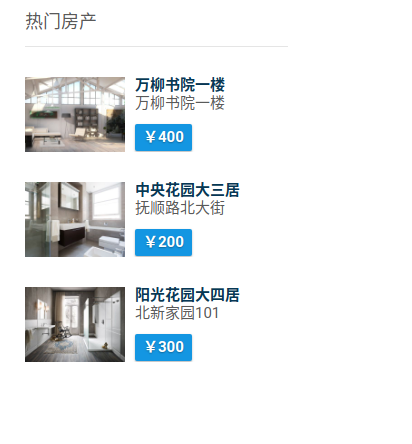 热门房产
万柳书院一楼
万柳书院一楼
￥400
中央花园大三居
抚顺路北大街
￥200
阳光花园大四居
北新家园101
￥300